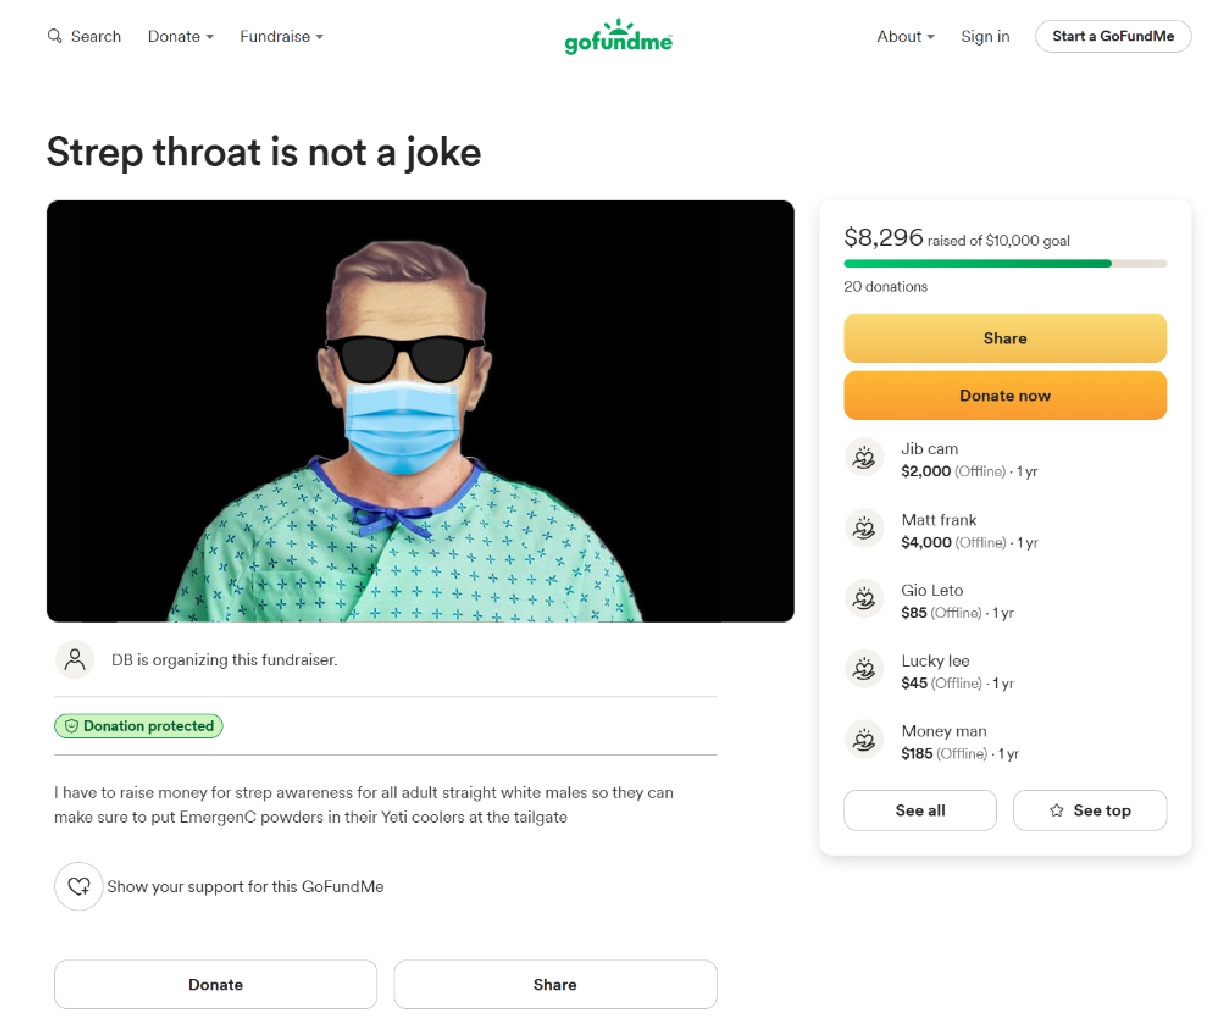 Search Donate Fundraise gofundme About Sign in Start a GoFundMe
Strep throat is not a joke
$8,296 raised of $10,000 goal
20 donations
Share
Donate now
Jib cam
$2,000 (Offline) · 1 yr
Matt frank
$4,000 (Offline) · 1 yr
Gio Leto
$85 (Offline) · 1 yr
Lucky lee
$45 (Offline) · 1 yr
Money man
$185 (Offline) · 1 yr
See all See top
DB is organizing this fundraiser.
Donation protected
I have to raise money for strep awareness for all adult straight white males so they can
make sure to put EmergenC powders in their Yeti coolers at the tailgate
Show your support for this GoFundMe
Donate Share